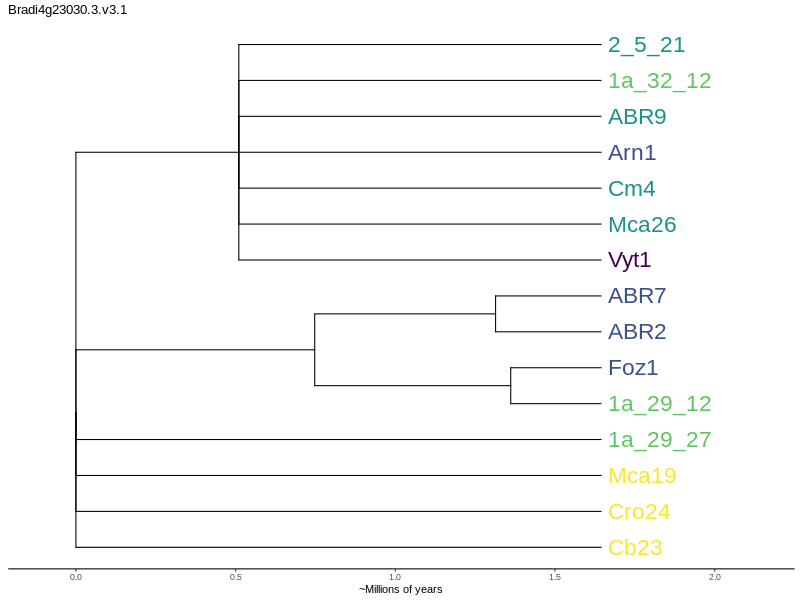 Bradi4g23030.3.v3.1
2_5_21
1a_32_12
ABR9
Arn1
Cm4
Mca26
Vyt1
ABR7
ABR2
Foz1
1a_29_12
1a_29_27
Mca19
Cro24
Cb23
0.0 0.5 1.0 1.5 2.0
~Millions of years